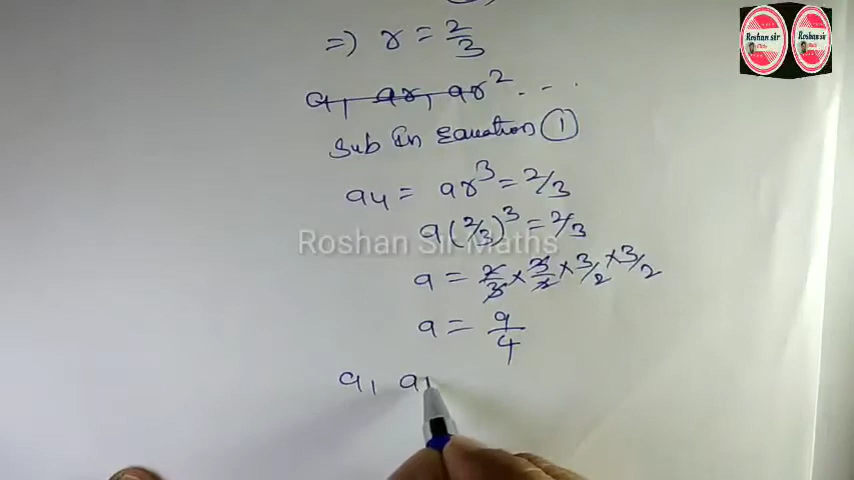 Roshan sir Roshan sir
=) r = 2/3
a, ar, ar² . - - .
Sub in Equation ①
a₄ = ar³ = 2/3
a(2/3)³ = 2/3
Roshan Sir Maths
a = 2/3 × 3/2 × 3/2 × 3/2
a = 9/4
a, a